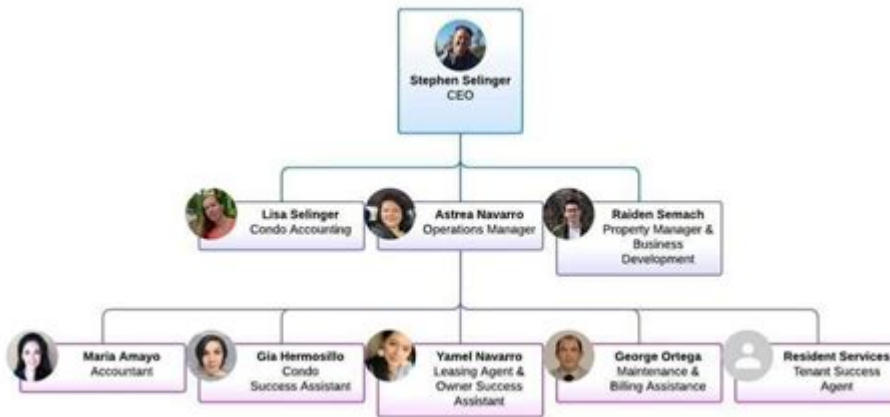 Stephen Selinger
CEO
Lisa Selinger
Condo Accounting
Astrea Navarro
Operations Manager
Raiden Semach
Property Manager &
Business
Development
Maria Amayo
Accountant
Gia Hermosillo
Condo
Success Assistant
Yamel Navarro
Leasing Agent &
Owner Success
Assistant
George Ortega
Maintenance &
Billing Assistance
Resident Services
Tenant Success
Agent